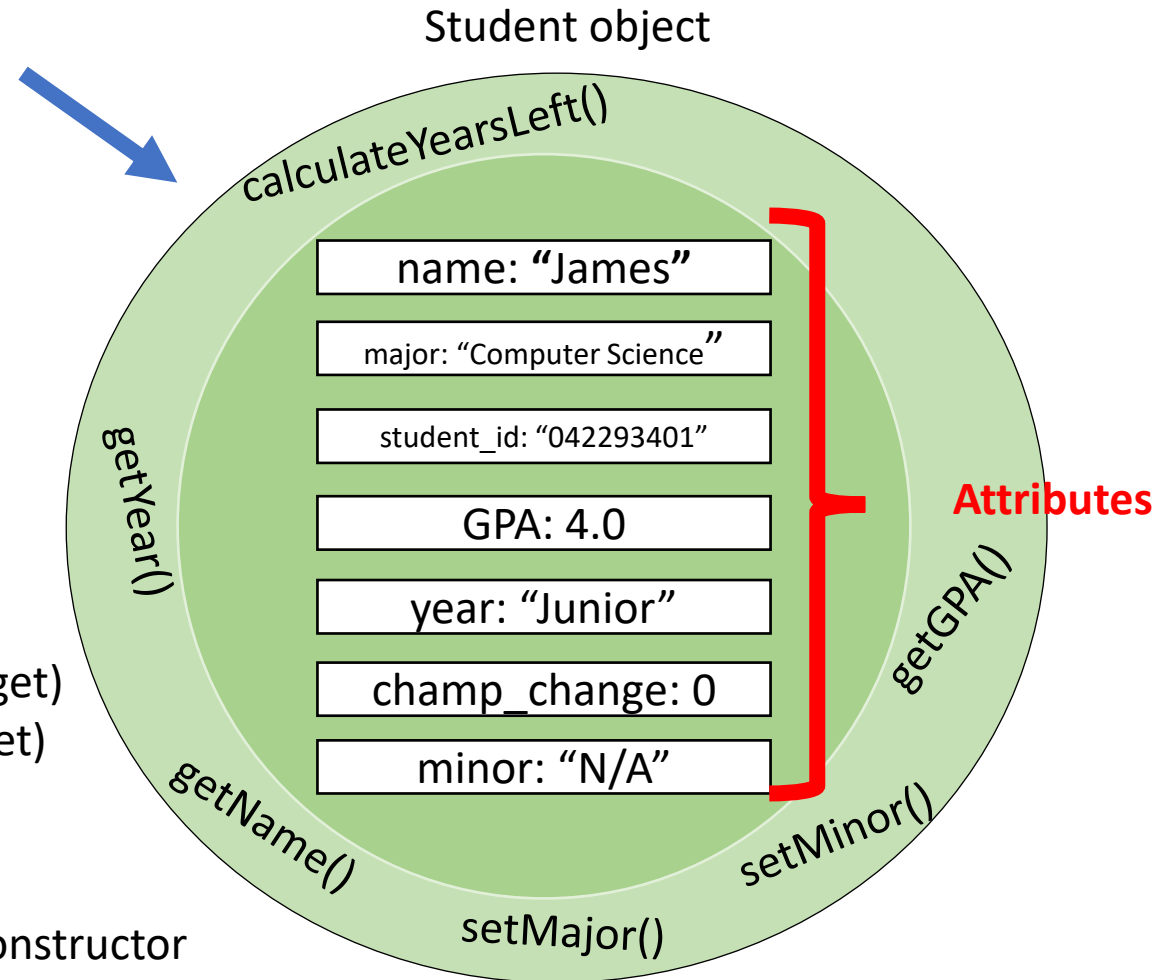 Student object
calculateYearsLeft()
name: “James”
major: “Computer Science”
student_id: “042293401”
getYear()
Attributes
GPA: 4.0
year: “Junior”
getGPA()
get)
champ_change: 0
et)
minor: “N/A”
getName()
setMinor()
setMajor()
onstructor